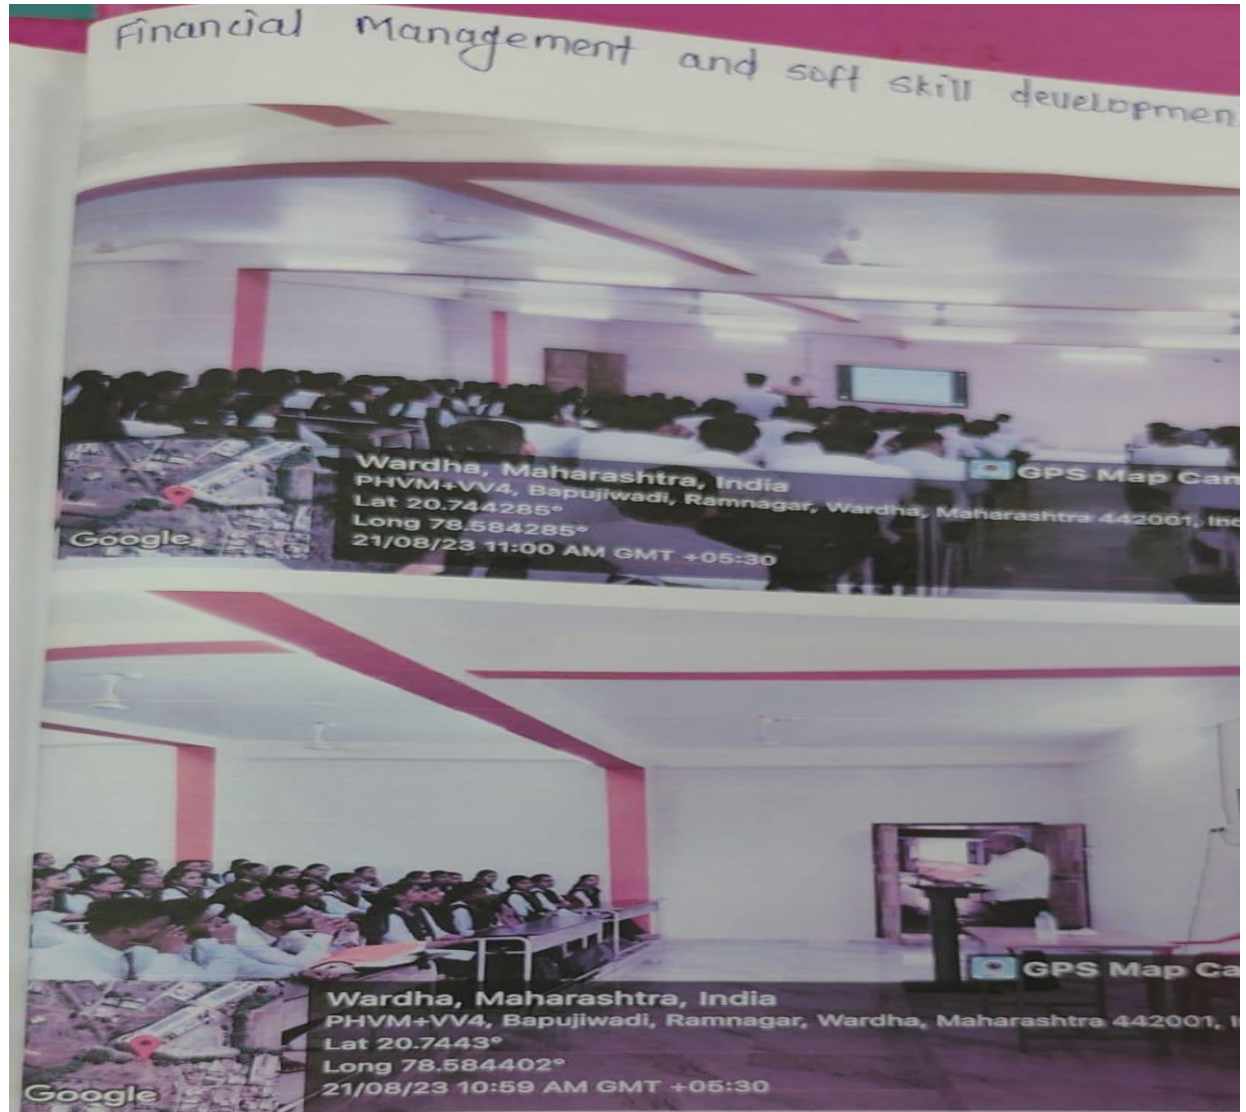 Financial Management and soft skill developmen
Wardha, Maharashtra, India
GPS Map Cam
PHVM+VV4, Bapujiwadi, Ramnagar, Wardha, Maharashtra 442001, Ind
Lat 20.744285°
Long 78.584285°
21/08/23 11:00 AM GMT +05:30
Google
GPS Map Ca
Wardha, Maharashtra, India
PHVM+VV4, Bapujiwadi, Ramnagar, Wardha, Maharashtra 442001, I
Lat 20.7443°
Long 78.584402°
21/08/23 10:59 AM GMT +05:30
Google